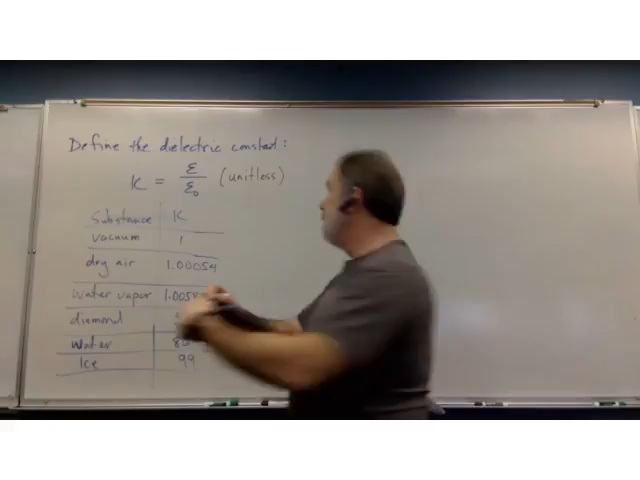 Define the dielectric constant:
K = ε/ε₀ (unitless)
Substance K
vacuum 1
dry air 1.00054
water vapor
diamond
water
Ice 99